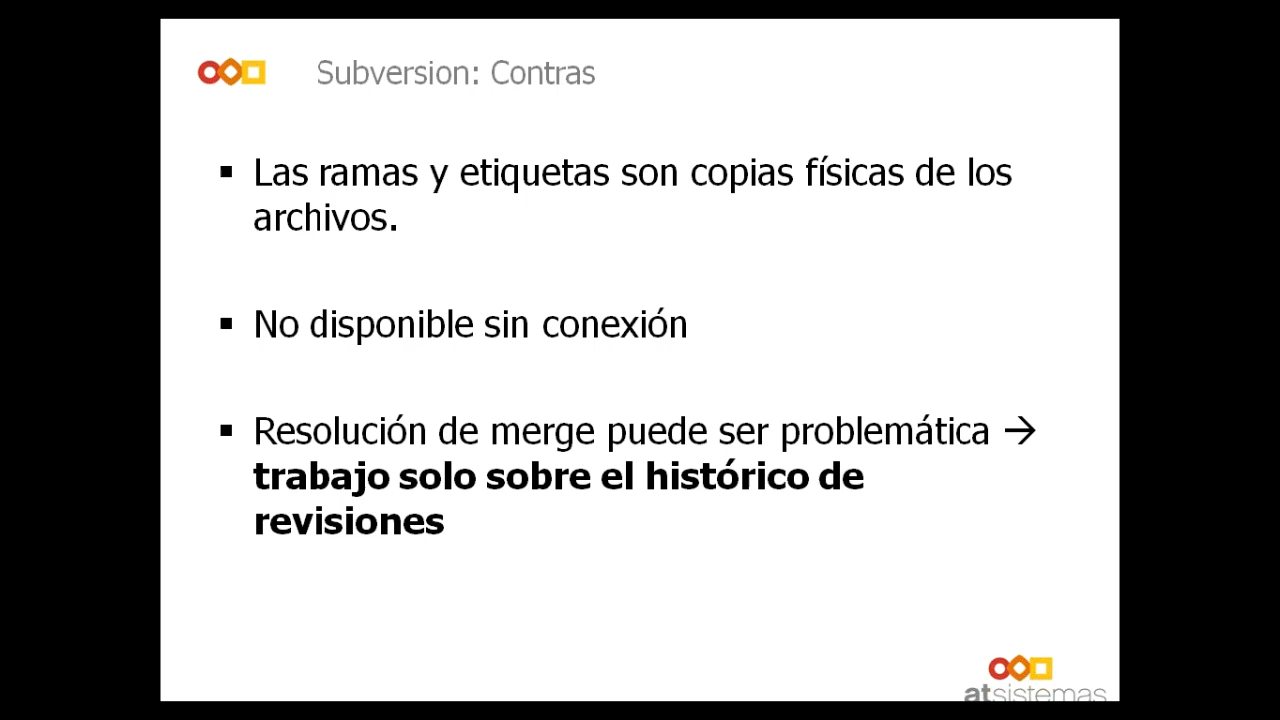 Subversion: Contras
▪ Las ramas y etiquetas son copias físicas de los
archivos.
▪ No disponible sin conexión
▪ Resolución de merge puede ser problemática →
trabajo solo sobre el histórico de
revisiones
atsistemas